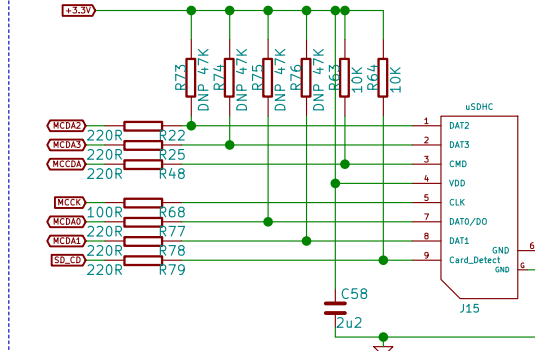 +3.3V
R73
DNP 47K
R74
DNP 47K
R75
DNP 47K
R76
DNP 47K
R63
10K
R64
10K
uSDHC
MCDA2
220R
R22
1
DAT2
MCDA3
220R
R25
2
DAT3
MCCDA
220R
R48
3
CMD
4
VDD
MCCK
100R
R68
5
CLK
MCDA0
220R
R77
7
DAT0/DO
MCDA1
220R
R78
8
DAT1
SD_CD
220R
R79
9
Card_Detect
GND
6
GND
G
J15
C58
2u2